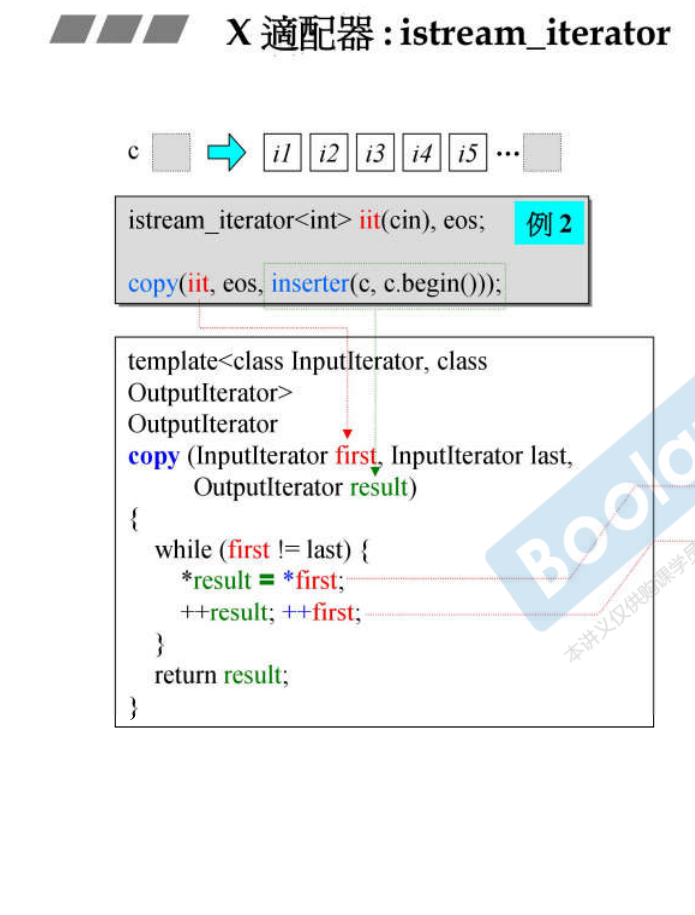 X 適配器 : istream_iterator
c i1 i2 i3 i4 i5 ...
istream_iterator<int> iit(cin), eos;
例 2
copy(iit, eos, inserter(c, c.begin()));
template<class InputIterator, class
OutputIterator>
OutputIterator
copy (InputIterator first, InputIterator last,
OutputIterator result)
{
while (first != last) {
*result = *first;
++result; ++first;
}
return result;
}
Boolan
本讲义仅供购课学员